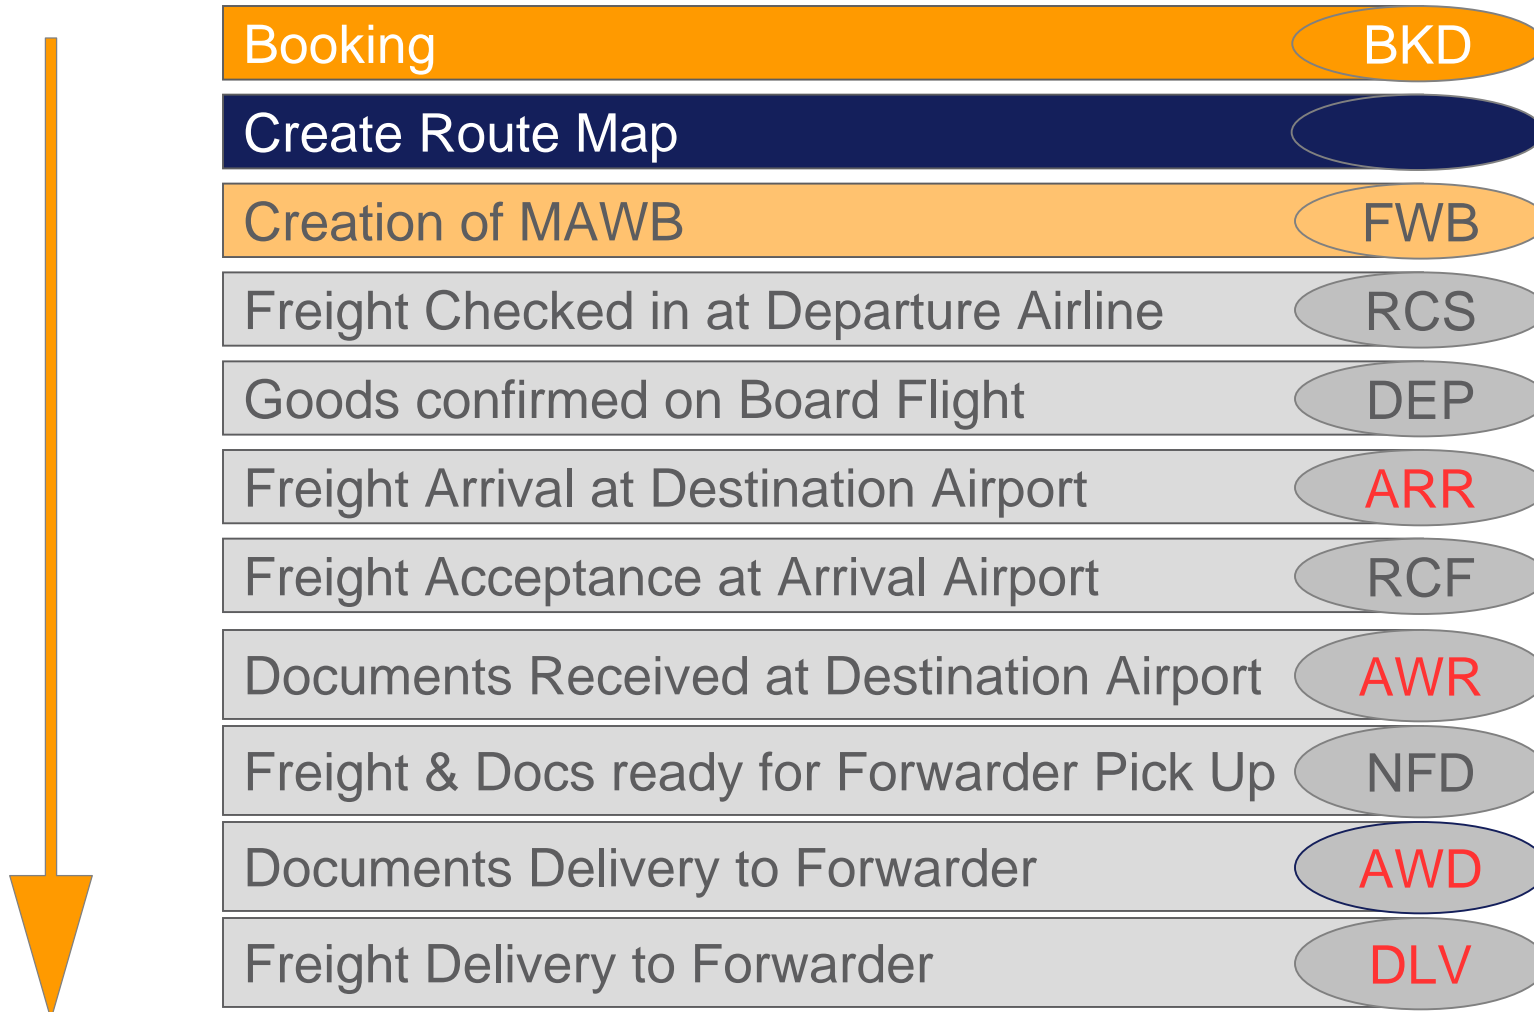 Booking BKD
Create Route Map
Creation of MAWB FWB
Freight Checked in at Departure Airline RCS
Goods confirmed on Board Flight DEP
Freight Arrival at Destination Airport ARR
Freight Acceptance at Arrival Airport RCF
Documents Received at Destination Airport AWR
Freight & Docs ready for Forwarder Pick Up NFD
Documents Delivery to Forwarder AWD
Freight Delivery to Forwarder DLV